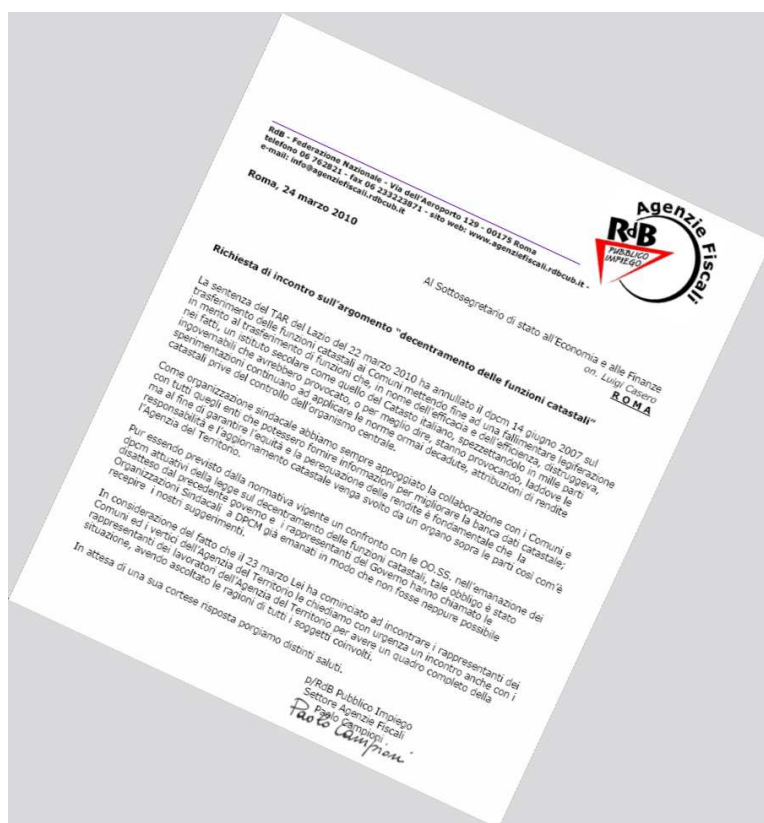 RdB - Federazione Nazionale - Via dell'Aeroporto 129 - 00175 Roma
telefono 06 762821 - fax 06 233223871 - sito web: www.agenziefiscali.rdbcub.it -
e-mail: info@agenziefiscali.rdbcub.it
Agenzie Fiscali
RdB
PUBBLICO
IMPIEGO
Roma, 24 marzo 2010
Al Sottosegretario di stato all'Economia e alle Finanze
on. Luigi Casero
ROMA
Richiesta di incontro sull'argomento "decentramento delle funzioni catastali"
La sentenza del TAR del Lazio del 22 marzo 2010 ha annullato il dpcm 14 giugno 2007 sul
trasferimento delle funzioni catastali ai Comuni mettendo fine ad una fallimentare legiferazione
in merito al trasferimento di funzioni che, in nome dell'efficacia e dell'efficienza, distruggeva,
nei fatti, un istituto secolare come quello del Catasto italiano, spezzettandolo in mille parti
ingovernabili che avrebbero provocato, o per meglio dire, stanno provocando, laddove le
sperimentazioni continuano ad applicare le norme ormai decadute, attribuzioni di rendite
catastali prive del controllo dell'organismo centrale.
Come organizzazione sindacale abbiamo sempre appoggiato la collaborazione con i Comuni e
con tutti quegli enti che potessero fornire informazioni per migliorare la banca dati catastale;
ma al fine di garantire l'equità e la perequazione delle rendite è fondamentale che la
responsabilità e l'aggiornamento catastale venga svolto da un organo sopra le parti così com'è
l'Agenzia del Territorio.
Pur essendo previsto dalla normativa vigente un confronto con le OO.SS. nell'emanazione dei
dpcm attuativi della legge sul decentramento delle funzioni catastali, tale obbligo è stato
disatteso dal precedente governo e i rappresentanti del Governo hanno chiamato le
Organizzazioni Sindacali a DPCM già emanati in modo che non fosse neppure possibile
recepire i nostri suggerimenti.
In considerazione del fatto che il 23 marzo Lei ha cominciato ad incontrare i rappresentanti dei
Comuni ed i vertici dell'Agenzia del Territorio le chiediamo con urgenza un incontro anche con i
rappresentanti dei lavoratori dell'Agenzia del Territorio per avere un quadro completo della
situazione, avendo ascoltato le ragioni di tutti i soggetti coinvolti.
In attesa di una sua cortese risposta porgiamo distinti saluti.
p/RdB Pubblico Impiego
Settore Agenzie Fiscali
Paolo Campioni
Paolo Campioni